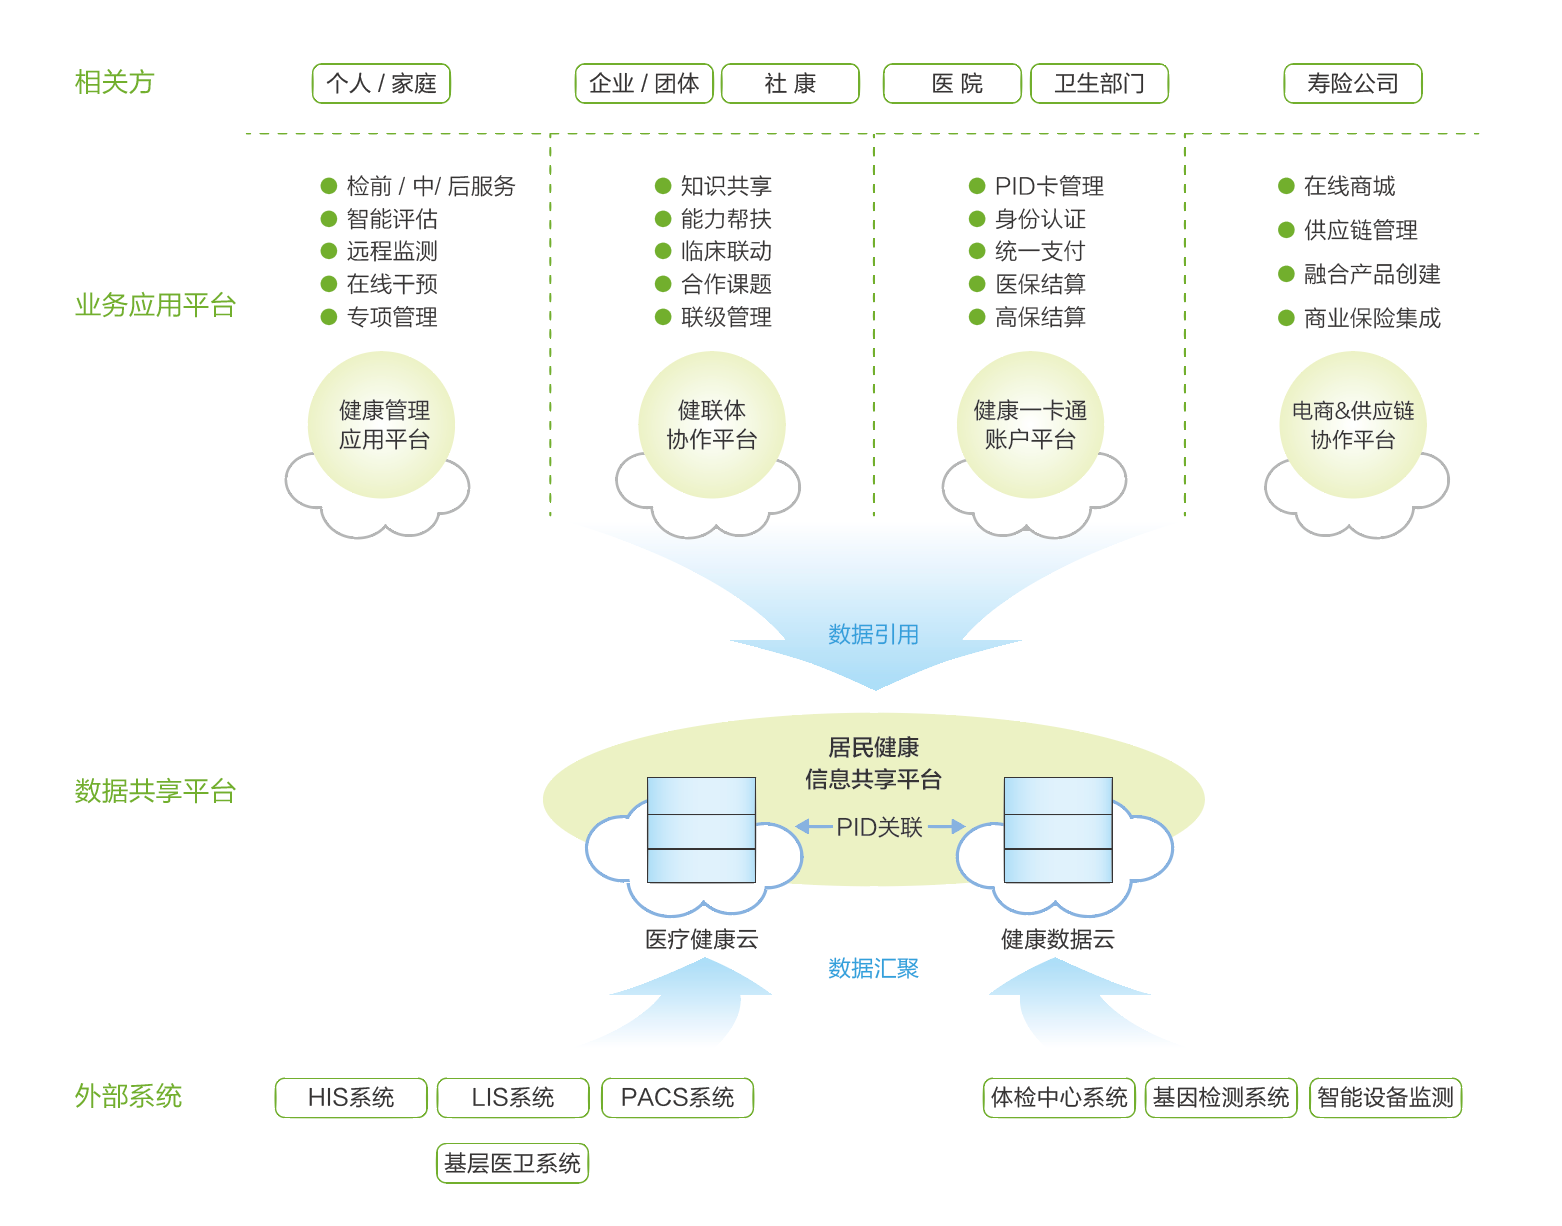 相关方
个人 / 家庭
企业 / 团体
社 康
医 院
卫生部门
寿险公司
业务应用平台
检前 / 中/ 后服务
智能评估
远程监测
在线干预
专项管理
健康管理
应用平台
知识共享
能力帮扶
临床联动
合作课题
联级管理
健联体
协作平台
PID卡管理
身份认证
统一支付
医保结算
高保结算
健康一卡通
账户平台
在线商城
供应链管理
融合产品创建
商业保险集成
电商&供应链
协作平台
数据引用
数据共享平台
居民健康
信息共享平台
PID关联
医疗健康云
健康数据云
数据汇聚
外部系统
HIS系统
LIS系统
PACS系统
体检中心系统
基因检测系统
智能设备监测
基层医卫系统